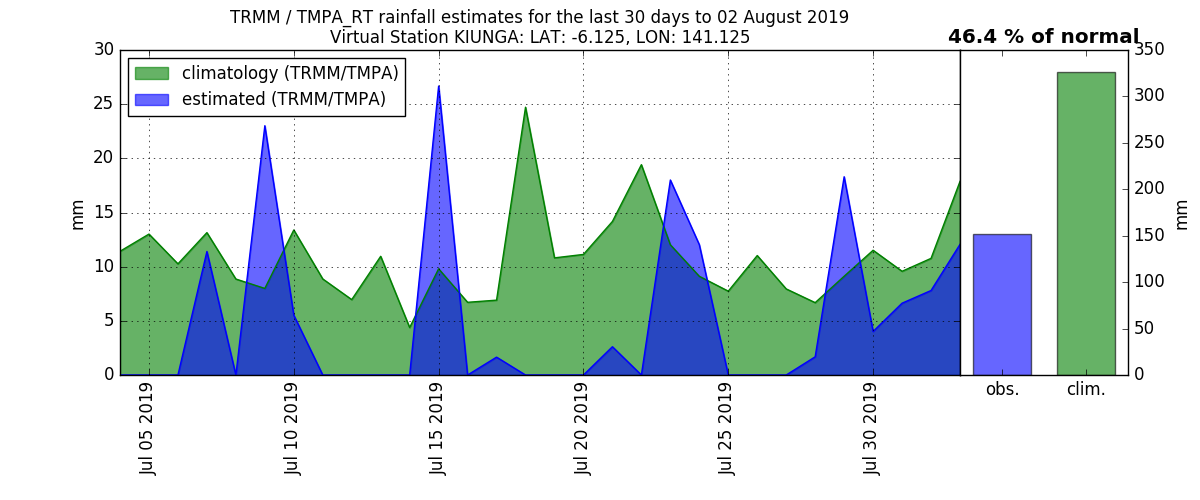 TRMM / TMPA_RT rainfall estimates for the last 30 days to 02 August 2019
Virtual Station KIUNGA: LAT: -6.125, LON: 141.125
46.4 % of normal
climatology (TRMM/TMPA)
estimated (TRMM/TMPA)
30
25
20
15
10
5
0
mm
Jul 05 2019
Jul 10 2019
Jul 15 2019
Jul 20 2019
Jul 25 2019
Jul 30 2019
obs.
clim.
350
300
250
200
150
100
50
0
mm